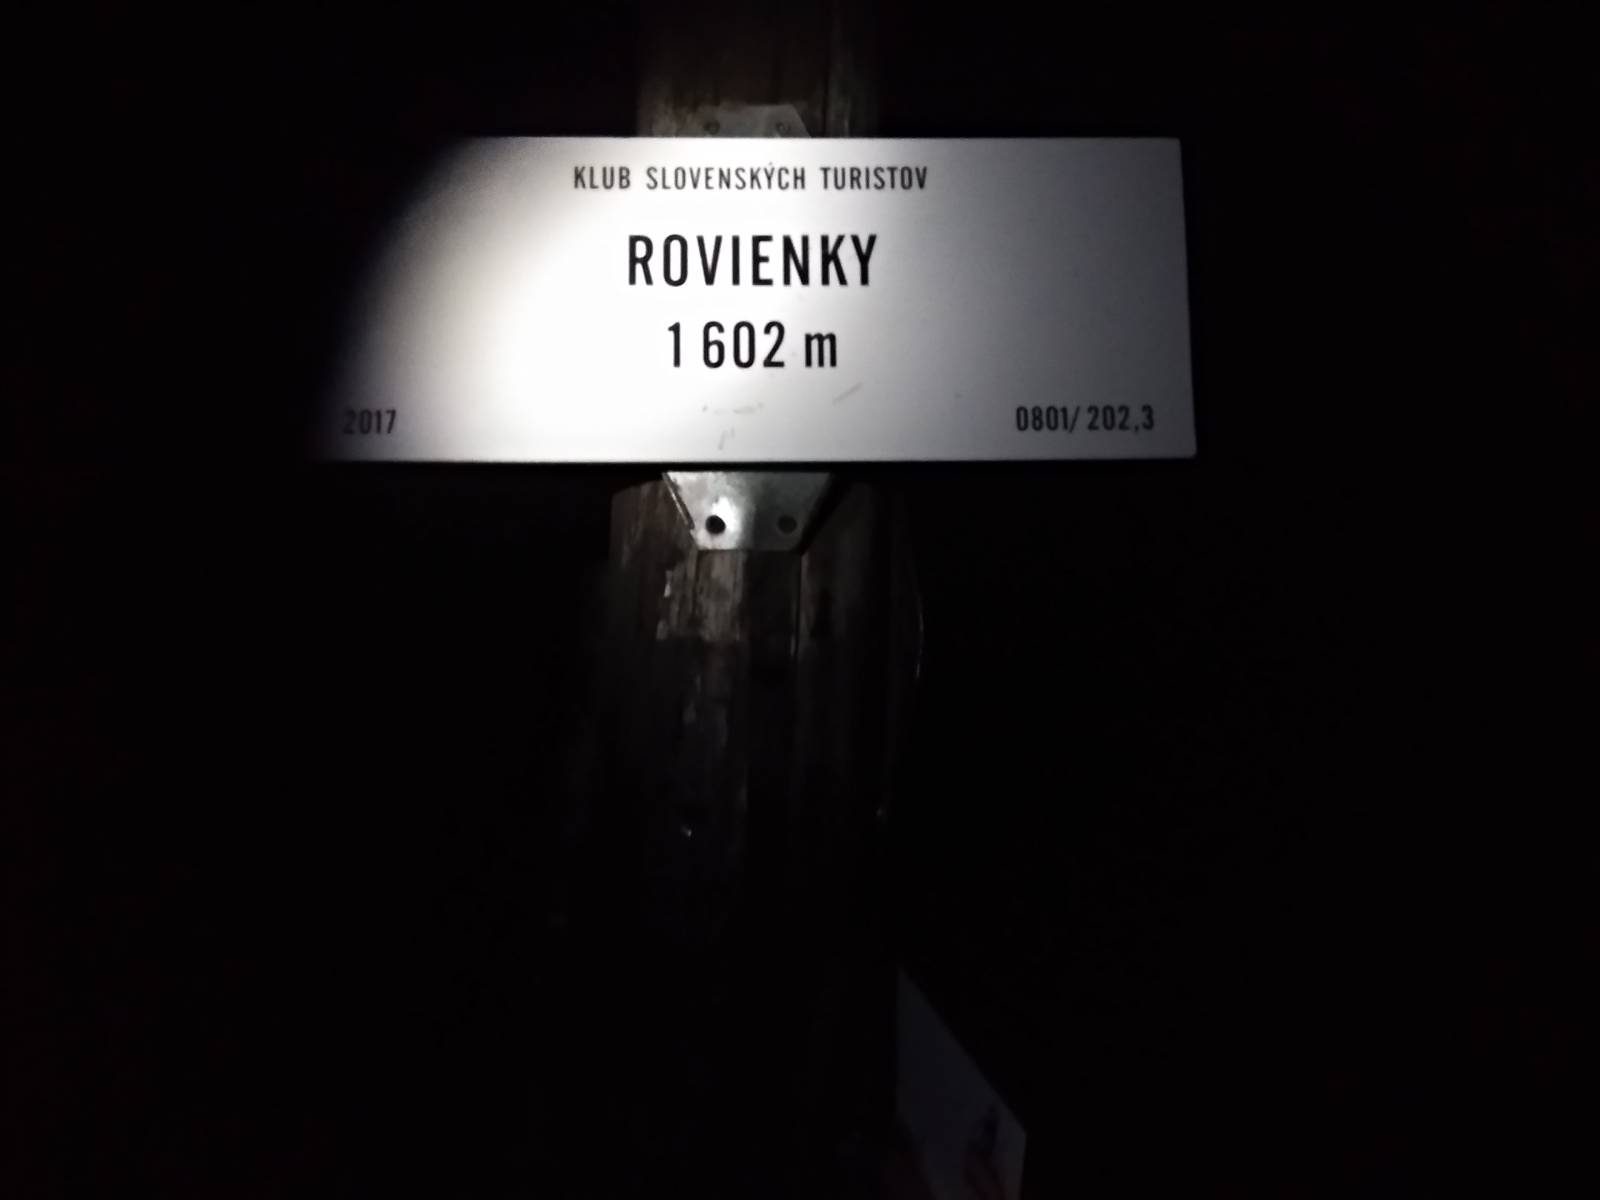 KLUB SLOVENSKÝCH TURISTOV
ROVIENKY
1 602 m
2017 0801/ 202,3